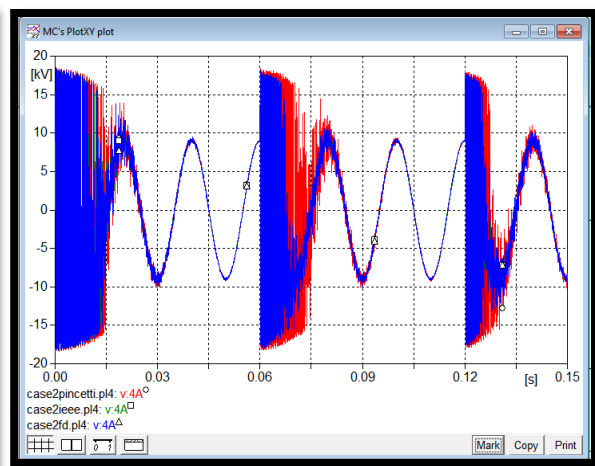 MC's PlotXY plot
20
[kV]
15
10
5
0
-5
-10
-15
-20
0.00 0.03 0.06 0.09 0.12 [s] 0.15
case2pincetti.pl4: v:4A
case2ieee.pl4: v:4A
case2fd.pl4: v:4A
Mark Copy Print